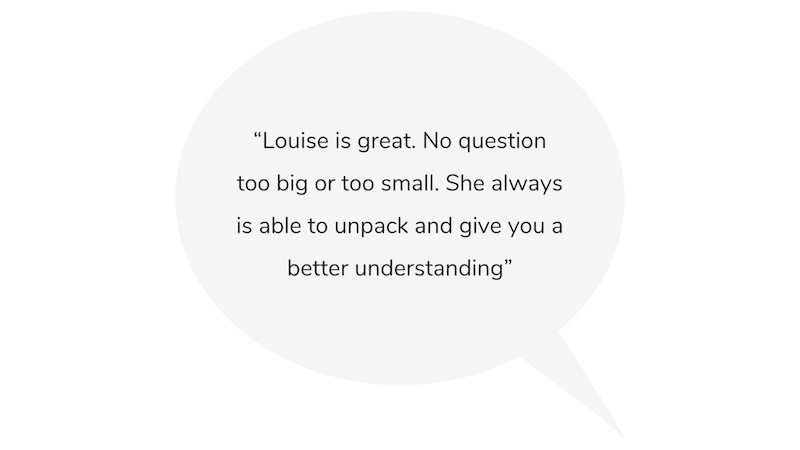 “Louise is great. No question
too big or too small. She always
is able to unpack and give you a
better understanding”